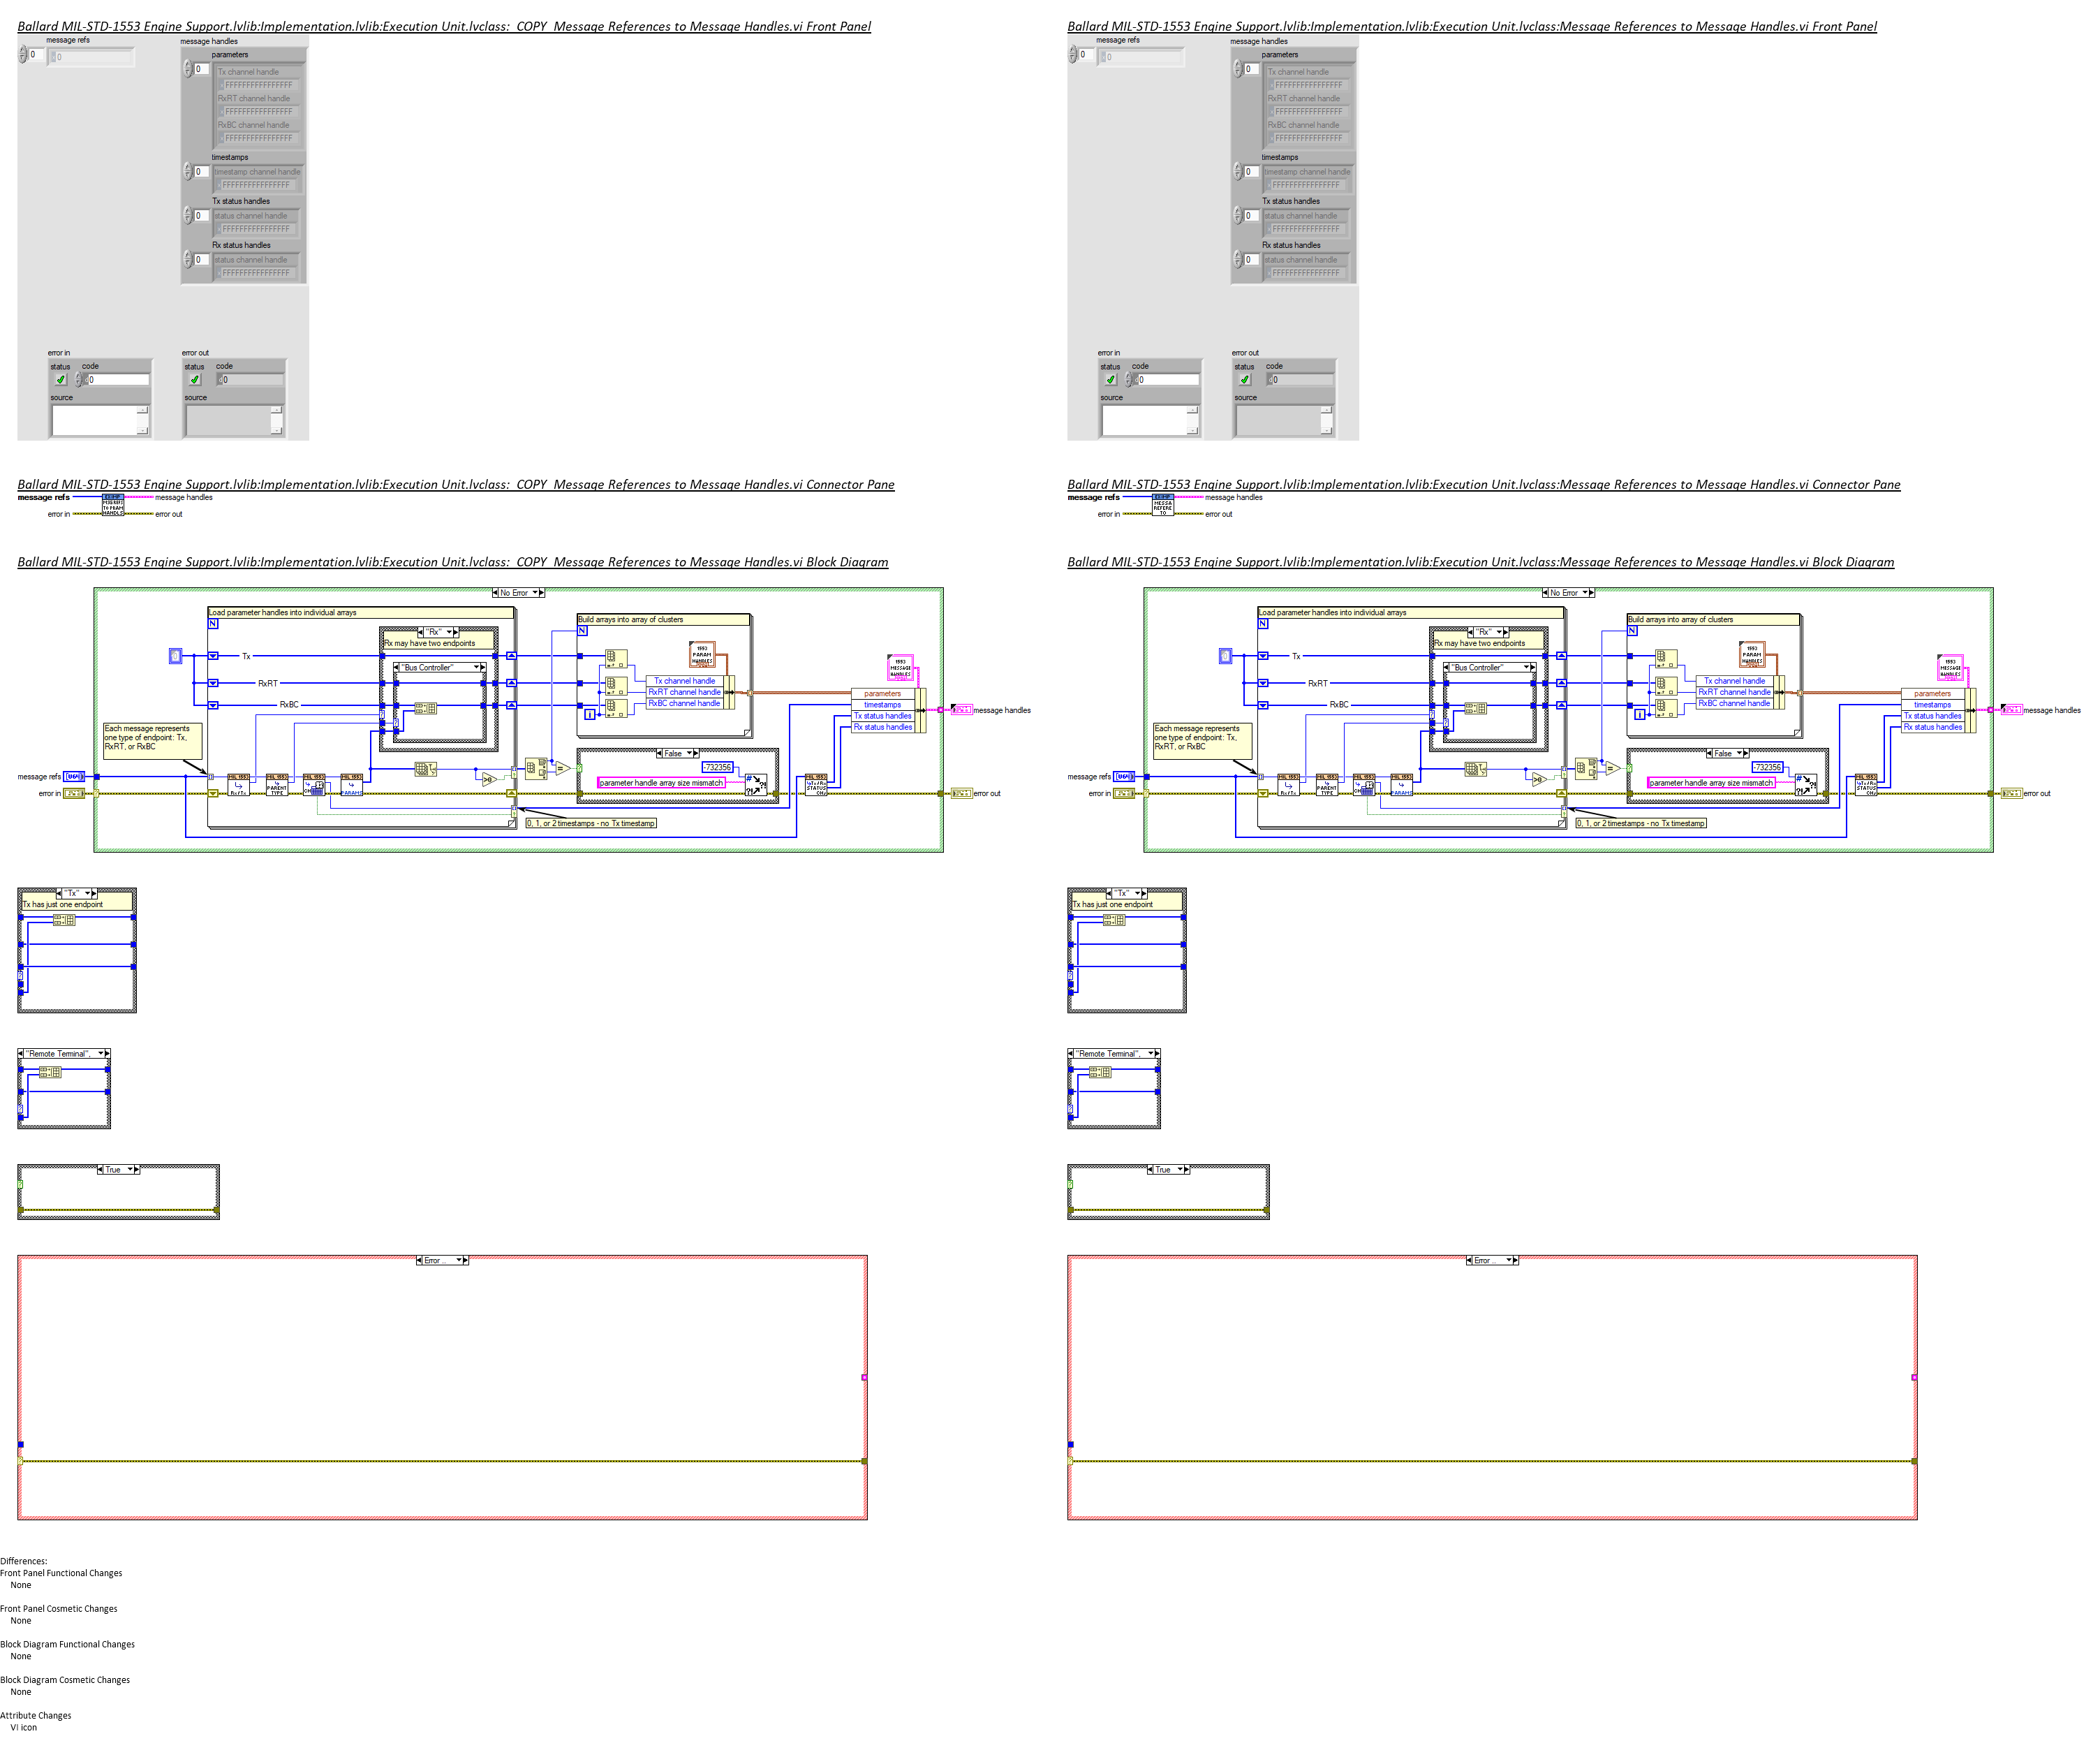 Ballard MIL-STD-1553 Engine Support.lvlib:Implementation.lvlib:Execution Unit.lvclass:  COPY  Message References to Message Handles.vi Front Panel
message refs
0
0
message handles
parameters
0
Tx channel handle
FFFFFFFFFFFFFFFF
RxRT channel handle
FFFFFFFFFFFFFFFF
RxBC channel handle
FFFFFFFFFFFFFFFF
timestamps
0
timestamp channel handle
FFFFFFFFFFFFFFFF
Tx status handles
0
status channel handle
FFFFFFFFFFFFFFFF
Rx status handles
0
status channel handle
FFFFFFFFFFFFFFFF
error in
status code
0
source
error out
status code
0
source
Ballard MIL-STD-1553 Engine Support.lvlib:Implementation.lvlib:Execution Unit.lvclass:  COPY  Message References to Message Handles.vi Connector Pane
message refs
message handles
error in
error out
Ballard MIL-STD-1553 Engine Support.lvlib:Implementation.lvlib:Execution Unit.lvclass:  COPY  Message References to Message Handles.vi Block Diagram
No Error
Load parameter handles into individual arrays
N
"Rx"
Rx may have two endpoints
"Bus Controller"
Tx
RxRT
RxBC
Each message represents
one type of endpoint: Tx,
RxRT, or RxBC
message refs
error in
Build arrays into array of clusters
N
1553
PARAM
HANDLES
Tx channel handle
RxRT channel handle
RxBC channel handle
i
False
-732356
parameter handle array size mismatch
0, 1, or 2 timestamps - no Tx timestamp
1553
MESSAGE
HANDLES
parameters
timestamps
Tx status handles
Rx status handles
message handles
error out
"Tx"
Tx has just one endpoint
"Remote Terminal",
True
Error ..
Differences:
Front Panel Functional Changes
None
Front Panel Cosmetic Changes
None
Block Diagram Functional Changes
None
Block Diagram Cosmetic Changes
None
Attribute Changes
VI icon
Ballard MIL-STD-1553 Engine Support.lvlib:Implementation.lvlib:Execution Unit.lvclass:Message References to Message Handles.vi Front Panel
message refs
0
0
message handles
parameters
0
Tx channel handle
FFFFFFFFFFFFFFFF
RxRT channel handle
FFFFFFFFFFFFFFFF
RxBC channel handle
FFFFFFFFFFFFFFFF
timestamps
0
timestamp channel handle
FFFFFFFFFFFFFFFF
Tx status handles
0
status channel handle
FFFFFFFFFFFFFFFF
Rx status handles
0
status channel handle
FFFFFFFFFFFFFFFF
error in
status code
0
source
error out
status code
0
source
Ballard MIL-STD-1553 Engine Support.lvlib:Implementation.lvlib:Execution Unit.lvclass:Message References to Message Handles.vi Connector Pane
message refs
message handles
error in
error out
Ballard MIL-STD-1553 Engine Support.lvlib:Implementation.lvlib:Execution Unit.lvclass:Message References to Message Handles.vi Block Diagram
No Error
Load parameter handles into individual arrays
N
"Rx"
Rx may have two endpoints
"Bus Controller"
Tx
RxRT
RxBC
Each message represents
one type of endpoint: Tx,
RxRT, or RxBC
message refs
error in
Build arrays into array of clusters
N
1553
PARAM
HANDLES
Tx channel handle
RxRT channel handle
RxBC channel handle
i
False
-732356
parameter handle array size mismatch
0, 1, or 2 timestamps - no Tx timestamp
1553
MESSAGE
HANDLES
parameters
timestamps
Tx status handles
Rx status handles
message handles
error out
"Tx"
Tx has just one endpoint
"Remote Terminal",
True
Error ..